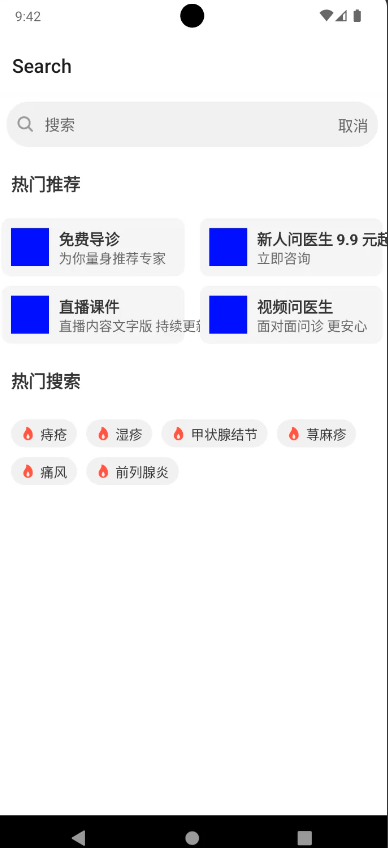 9:42
Search
搜索 取消
热门推荐
免费导诊 新人问医生 9.9 元起
为你量身推荐专家 立即咨询
直播课件 视频问医生
直播内容文字版 持续更新 面对面问诊 更安心
热门搜索
痔疮 湿疹 甲状腺结节 荨麻疹
痛风 前列腺炎